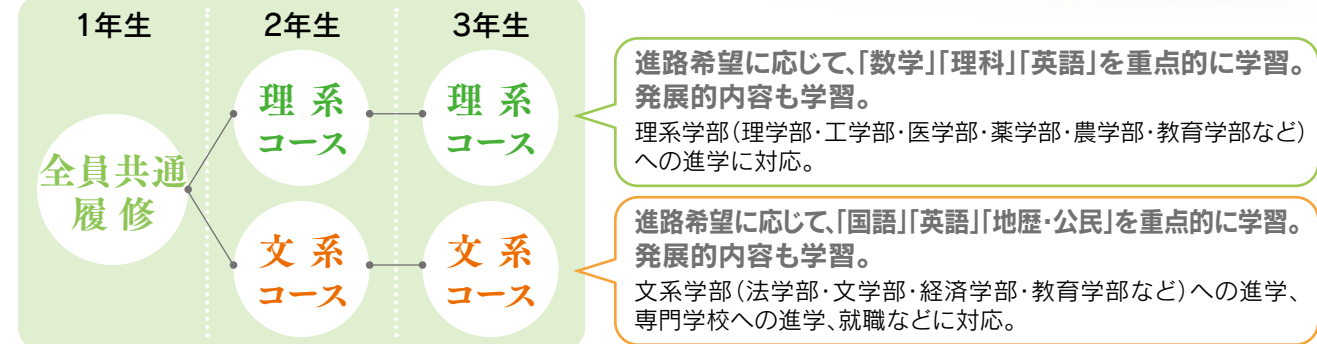 1年生
2年生
3年生
全員共通
履修
理系
コース
理系
コース
文系
コース
文系
コース
進路希望に応じて、「数学」「理科」「英語」を重点的に学習。
発展的内容も学習。
理系学部(理学部・工学部・医学部・薬学部・農学部・教育学部など)
への進学に対応。
進路希望に応じて、「国語」「英語」「地歴・公民」を重点的に学習。
発展的内容も学習。
文系学部(法学部・文学部・経済学部・教育学部など)への進学、
専門学校への進学、就職などに対応。